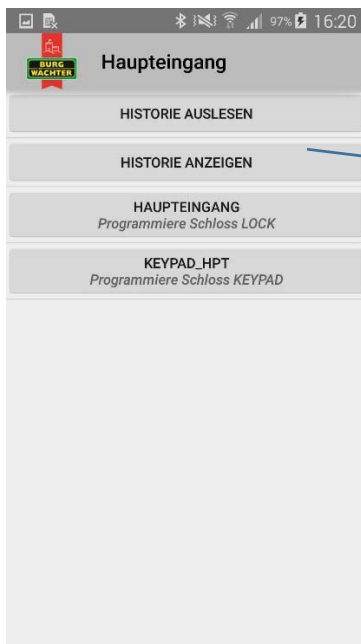 97% 16:20
BURG
WÄCHTER
Haupteingang
HISTORIE AUSLESEN
HISTORIE ANZEIGEN
HAUPTEINGANG
Programmiere Schloss LOCK
KEYPAD_HPT
Programmiere Schloss KEYPAD